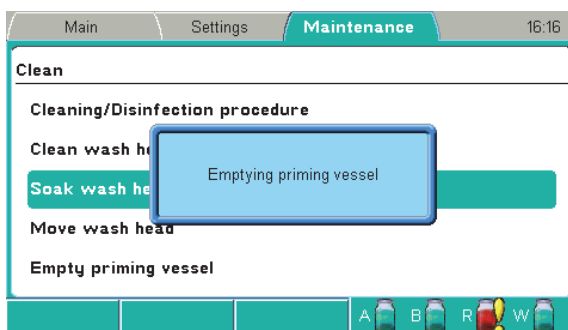 Main Settings Maintenance 16:16
Clean
Cleaning/Disinfection procedure
Clean wash he
Emptying priming vessel
Soak wash he
Move wash head
Empty priming vessel
A B R W